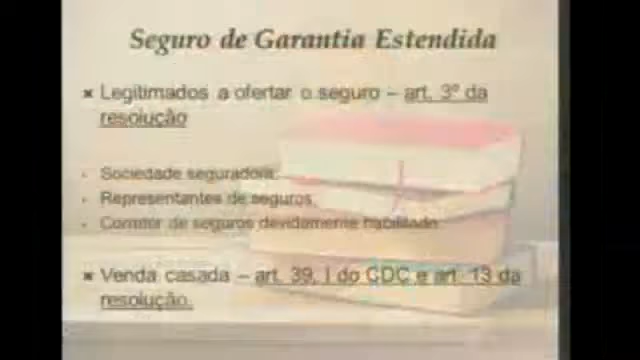 Seguro de Garantia Estendida
× Legitimados a ofertar o seguro – art. 3º da
resolução
- Sociedade seguradora.
- Representantes de seguros.
- Corretor de seguros devidamente habilitado.
× Venda casada – art. 39, I do CDC e art. 13 da
resolução.